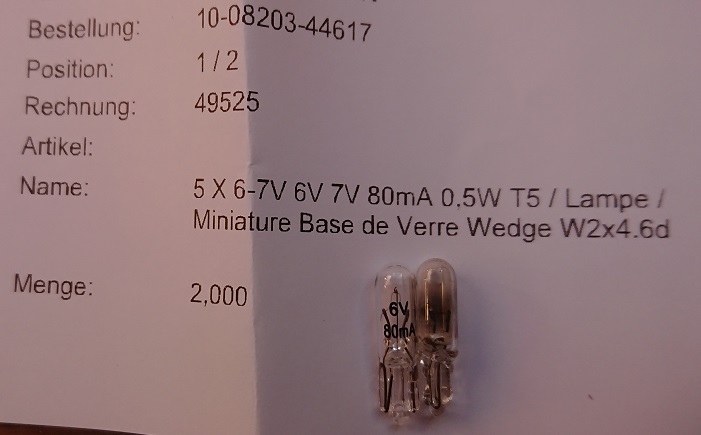 Bestellung: 10-08203-44617
Position: 1 / 2
Rechnung: 49525
Artikel:
Name: 5 X 6-7V 6V 7V 80mA 0,5W T5 / Lampe /
Miniature Base de Verre Wedge W2x4.6d
Menge: 2,000
6V
80mA